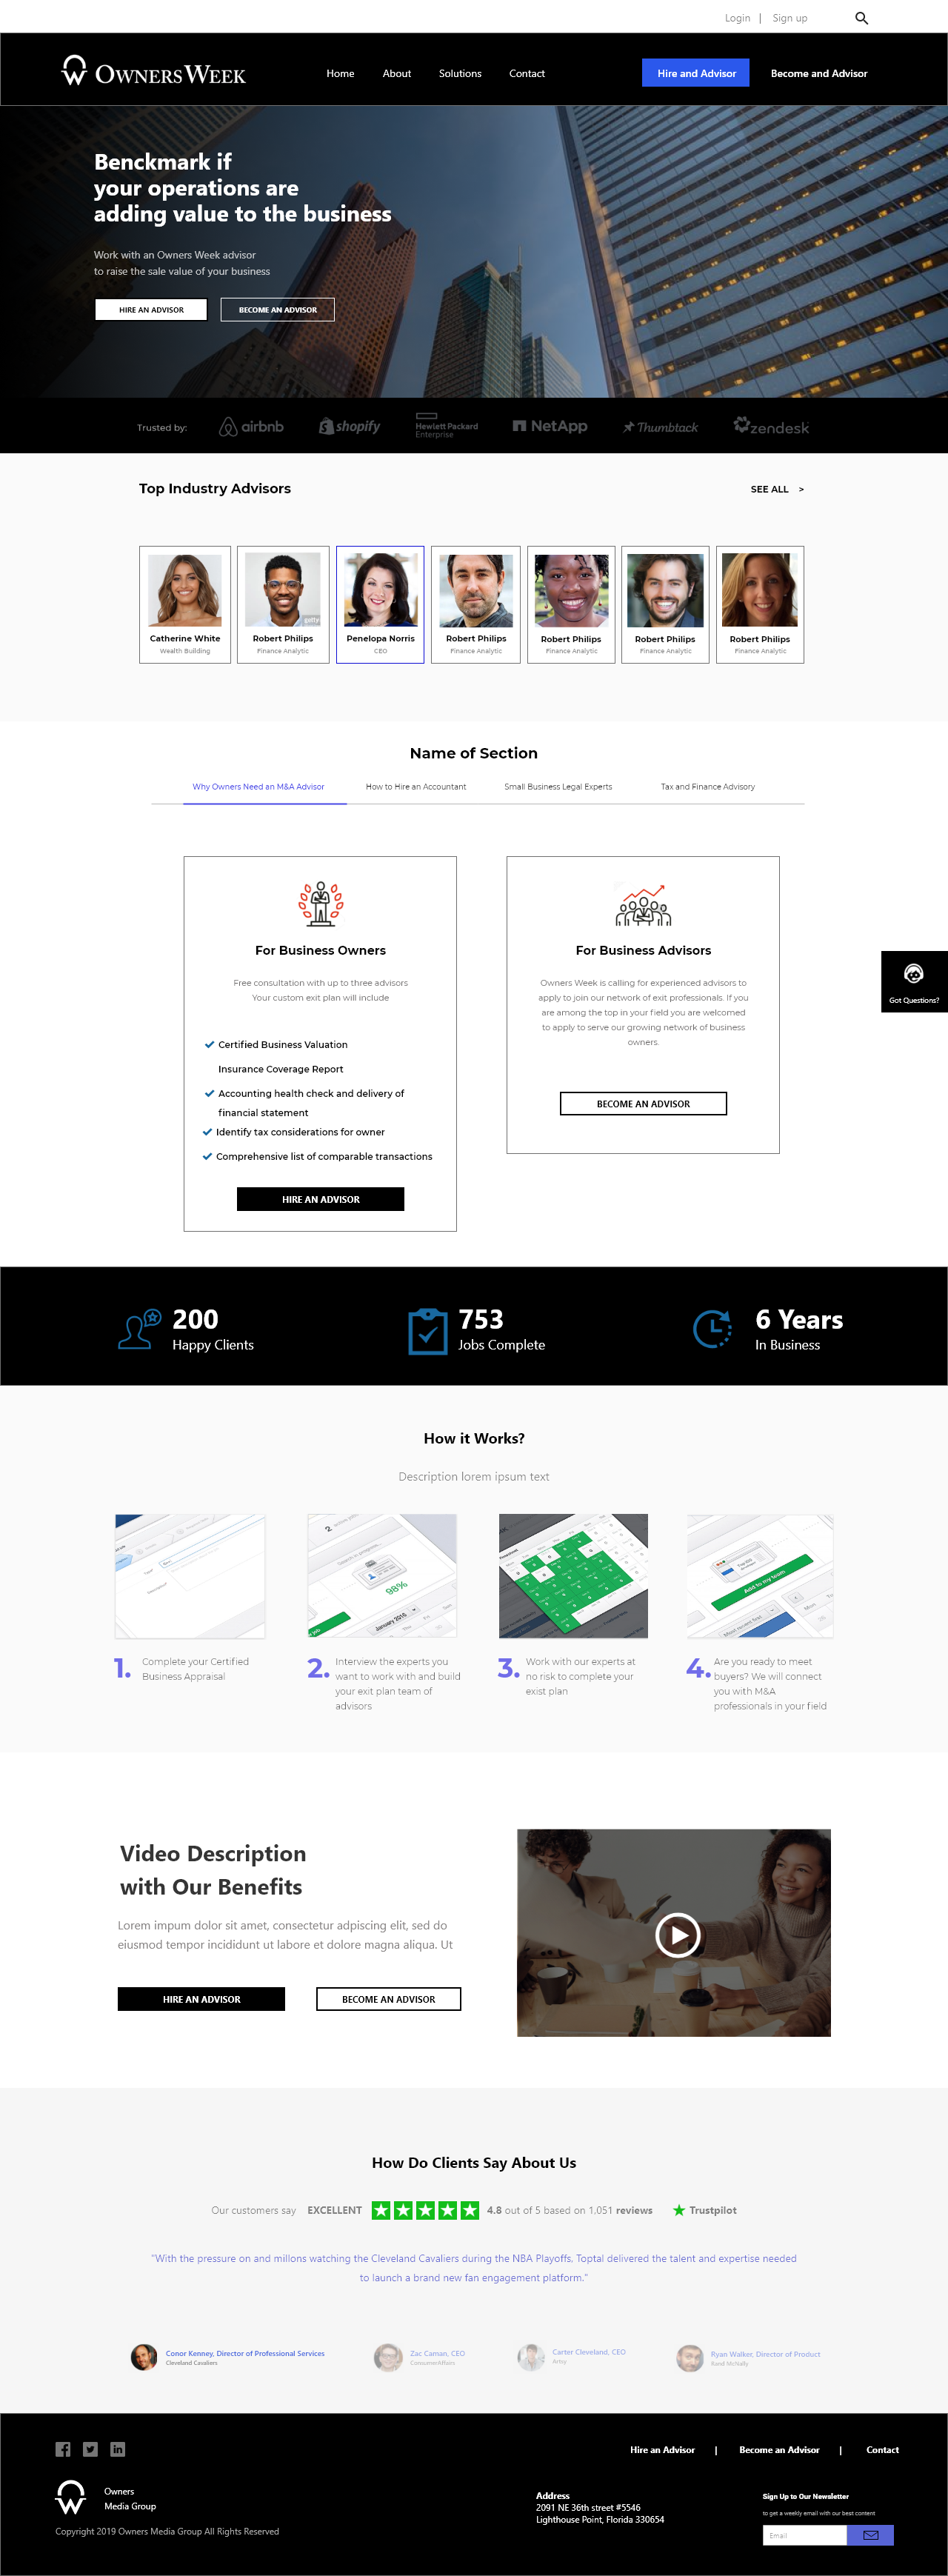 Login | Sign up
OWNERSWEEK
Home About Solutions Contact Hire and Advisor Become and Advisor
Benckmark if
your operations are
adding value to the business
Work with an Owners Week advisor
to raise the sale value of your business
HIRE AN ADVISOR BECOME AN ADVISOR
Trusted by: airbnb shopify Hewlett Packard Enterprise NetApp Thumbtack zendesk
Top Industry Advisors SEE ALL >
getty
Catherine White Robert Philips Penelopa Norris Robert Philips Robert Philips Robert Philips Robert Philips
Wealth Building Finance Analytic CEO Finance Analytic Finance Analytic Finance Analytic Finance Analytic
Name of Section
Why Owners Need an M&A Advisor How to Hire an Accountant Small Business Legal Experts Tax and Finance Advisory
For Business Owners
Free consultation with up to three advisors
Your custom exit plan will include
Certified Business Valuation
Insurance Coverage Report
Accounting health check and delivery of
financial statement
Identify tax considerations for owner
Comprehensive list of comparable transactions
HIRE AN ADVISOR
For Business Advisors
Owners Week is calling for experienced advisors to
apply to join our network of exit professionals. If you
are among the top in your field you are welcomed
to apply to serve our growing network of business
owners.
BECOME AN ADVISOR
Got Questions?
200
Happy Clients
753
Jobs Complete
6 Years
In Business
How it Works?
Description lorem ipsum text
2
98%
January 2016
Add to my team
Most recent first
1. Complete your Certified
Business Appraisal
2. Interview the experts you
want to work with and build
your exit plan team of
advisors
3. Work with our experts at
no risk to complete your
exist plan
4. Are you ready to meet
buyers? We will connect
you with M&A
professionals in your field
Video Description
with Our Benefits
Lorem impum dolor sit amet, consectetur adipiscing elit, sed do
eiusmod tempor incididunt ut labore et dolore magna aliqua. Ut
HIRE AN ADVISOR BECOME AN ADVISOR
How Do Clients Say About Us
Our customers say EXCELLENT 4.8 out of 5 based on 1,051 reviews Trustpilot
"With the pressure on and millons watching the Cleveland Cavaliers during the NBA Playoffs, Toptal delivered the talent and expertise needed
to launch a brand new fan engagement platform."
Conor Kenney, Director of Professional Services
Cleveland Cavaliers
Zac Caman, CEO
ConsumerAffairs
Carter Cleveland, CEO
Artsy
Ryan Walker, Director of Product
Rand McNally
Hire an Advisor | Become an Advisor | Contact
Owners
Media Group
Copyright 2019 Owners Media Group All Rights Reserved
Address
2091 NE 36th street #5546
Lighthouse Point, Florida 330654
Sign Up to Our Newsletter
to get a weekly email with our best content
Email